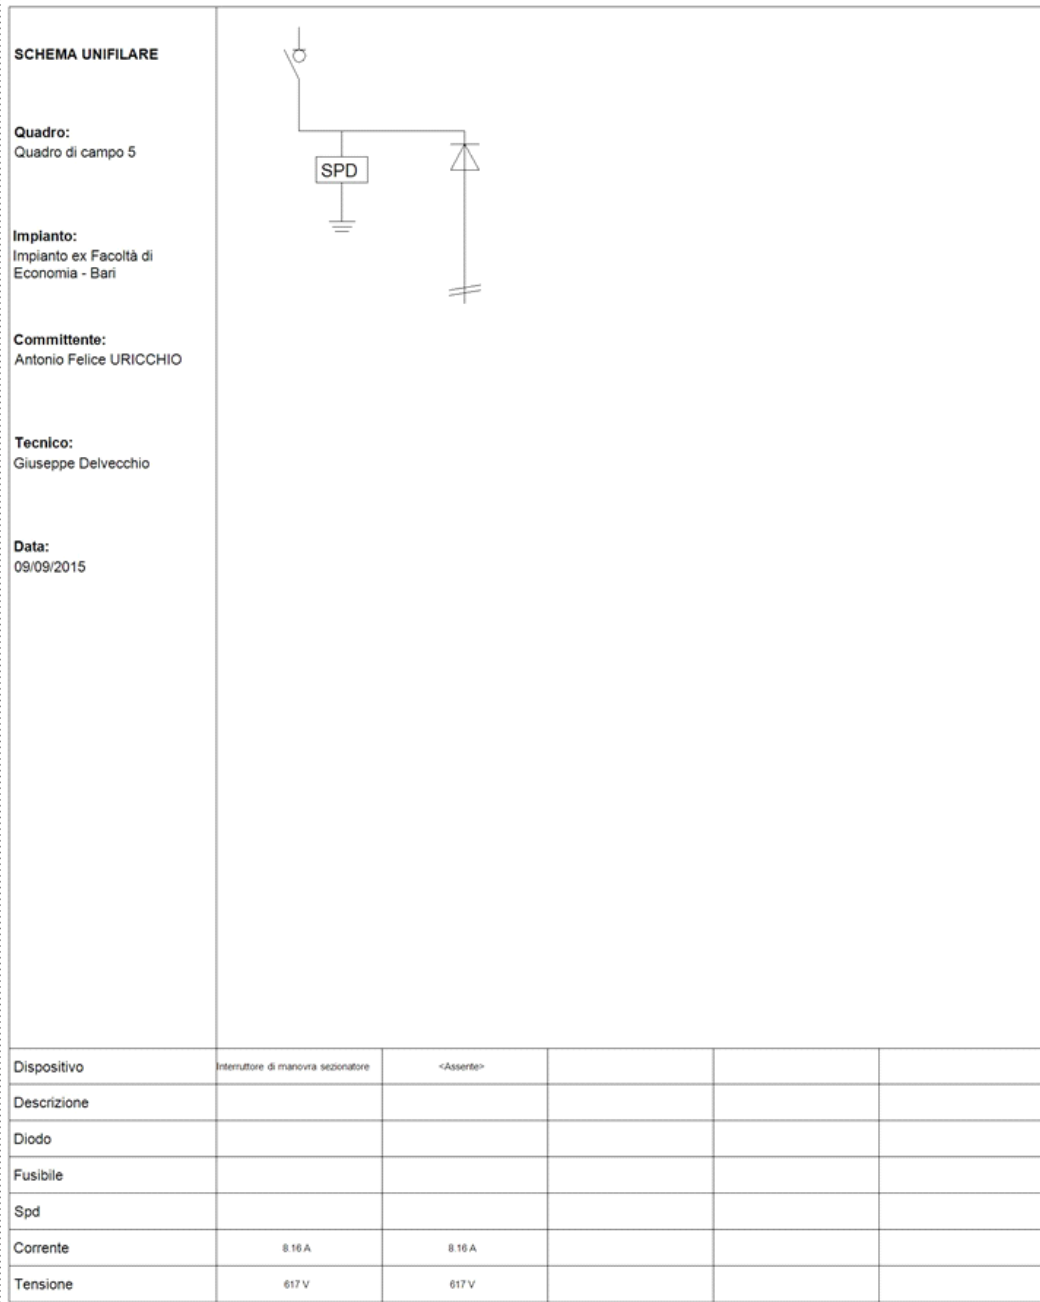 SCHEMA UNIFILARE
Quadro:
Quadro di campo 5
Impianto:
Impianto ex Facoltà di
Economia - Bari
Committente:
Antonio Felice URICCHIO
Tecnico:
Giuseppe Delvecchio
Data:
09/09/2015
SPD
Dispositivo Interruttore di manovra sezionatore <Assente>
Descrizione
Diodo
Fusibile
Spd
Corrente 8.16 A 8.16 A
Tensione 617 V 617 V